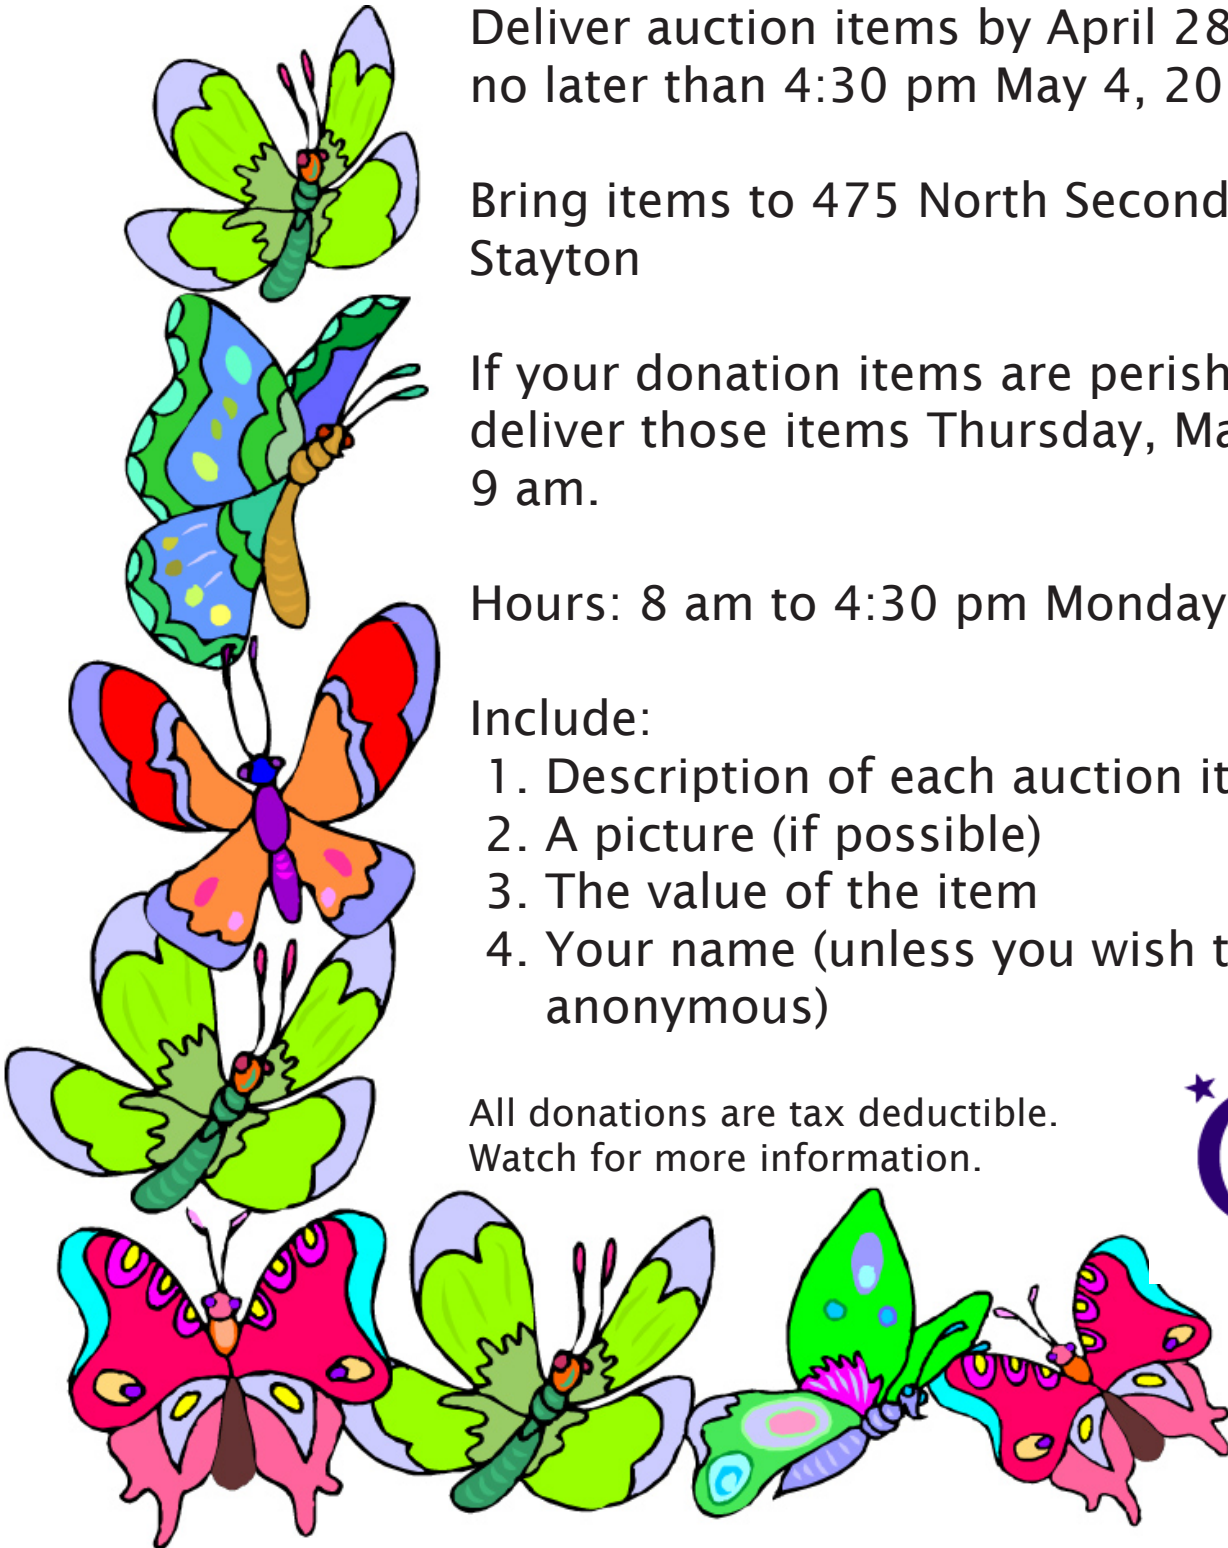 Deliver auction items by April 28
no later than 4:30 pm May 4, 20
Bring items to 475 North Second
Stayton
If your donation items are perish
deliver those items Thursday, Ma
9 am.
Hours: 8 am to 4:30 pm Monday
Include:
1. Description of each auction it
2. A picture (if possible)
3. The value of the item
4. Your name (unless you wish t
anonymous)
All donations are tax deductible.
Watch for more information.